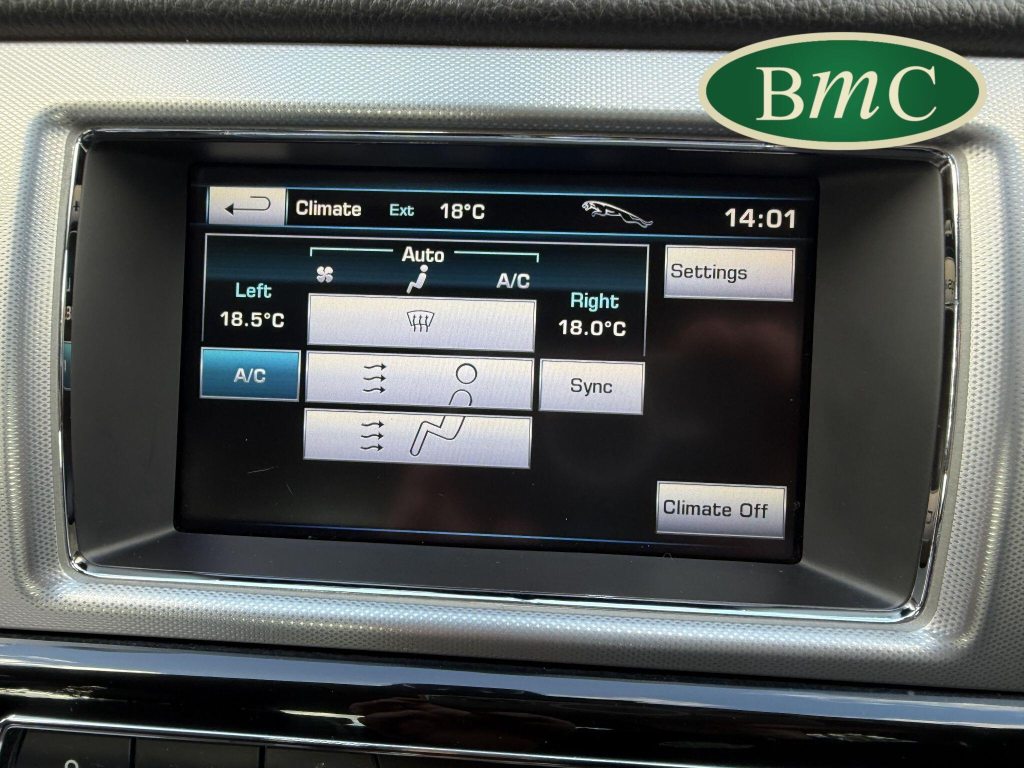 BmC
Climate Ext 18°C 14:01
Auto
A/C
Left
18.5°C
Right
18.0°C
Settings
A/C
Sync
Climate Off